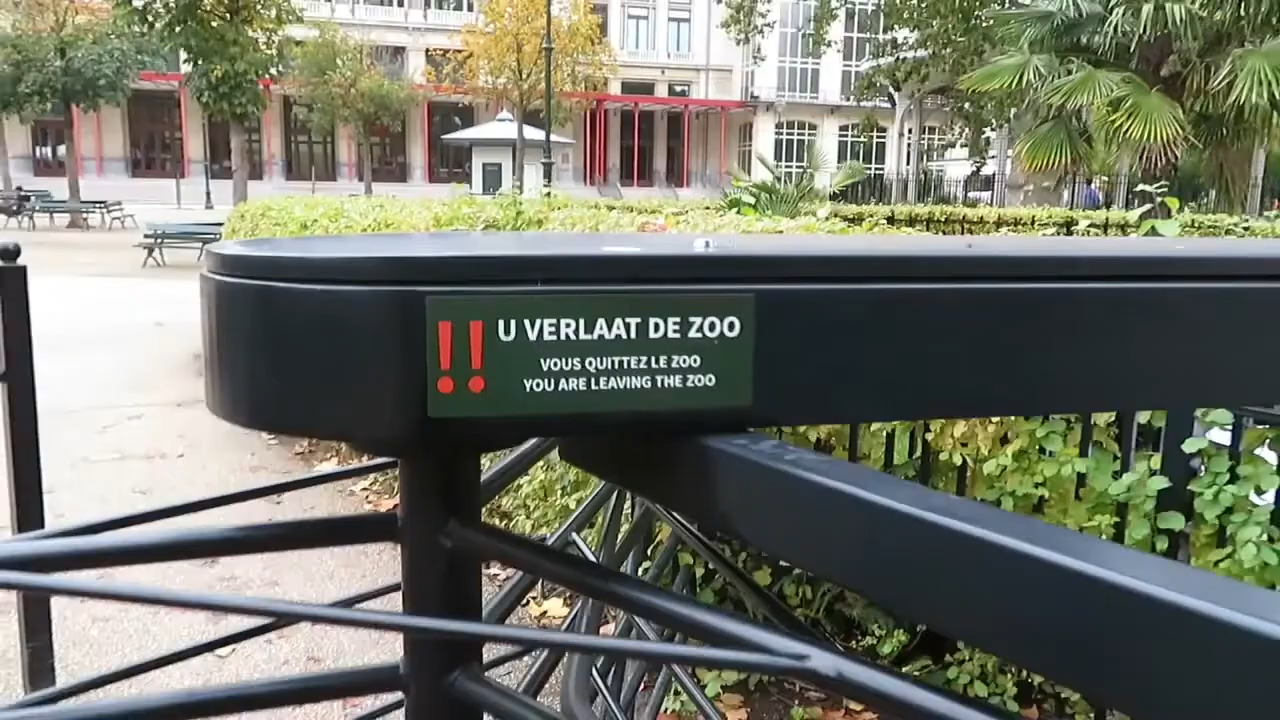 !! U VERLAAT DE ZOO
VOUS QUITTEZ LE ZOO
YOU ARE LEAVING THE ZOO